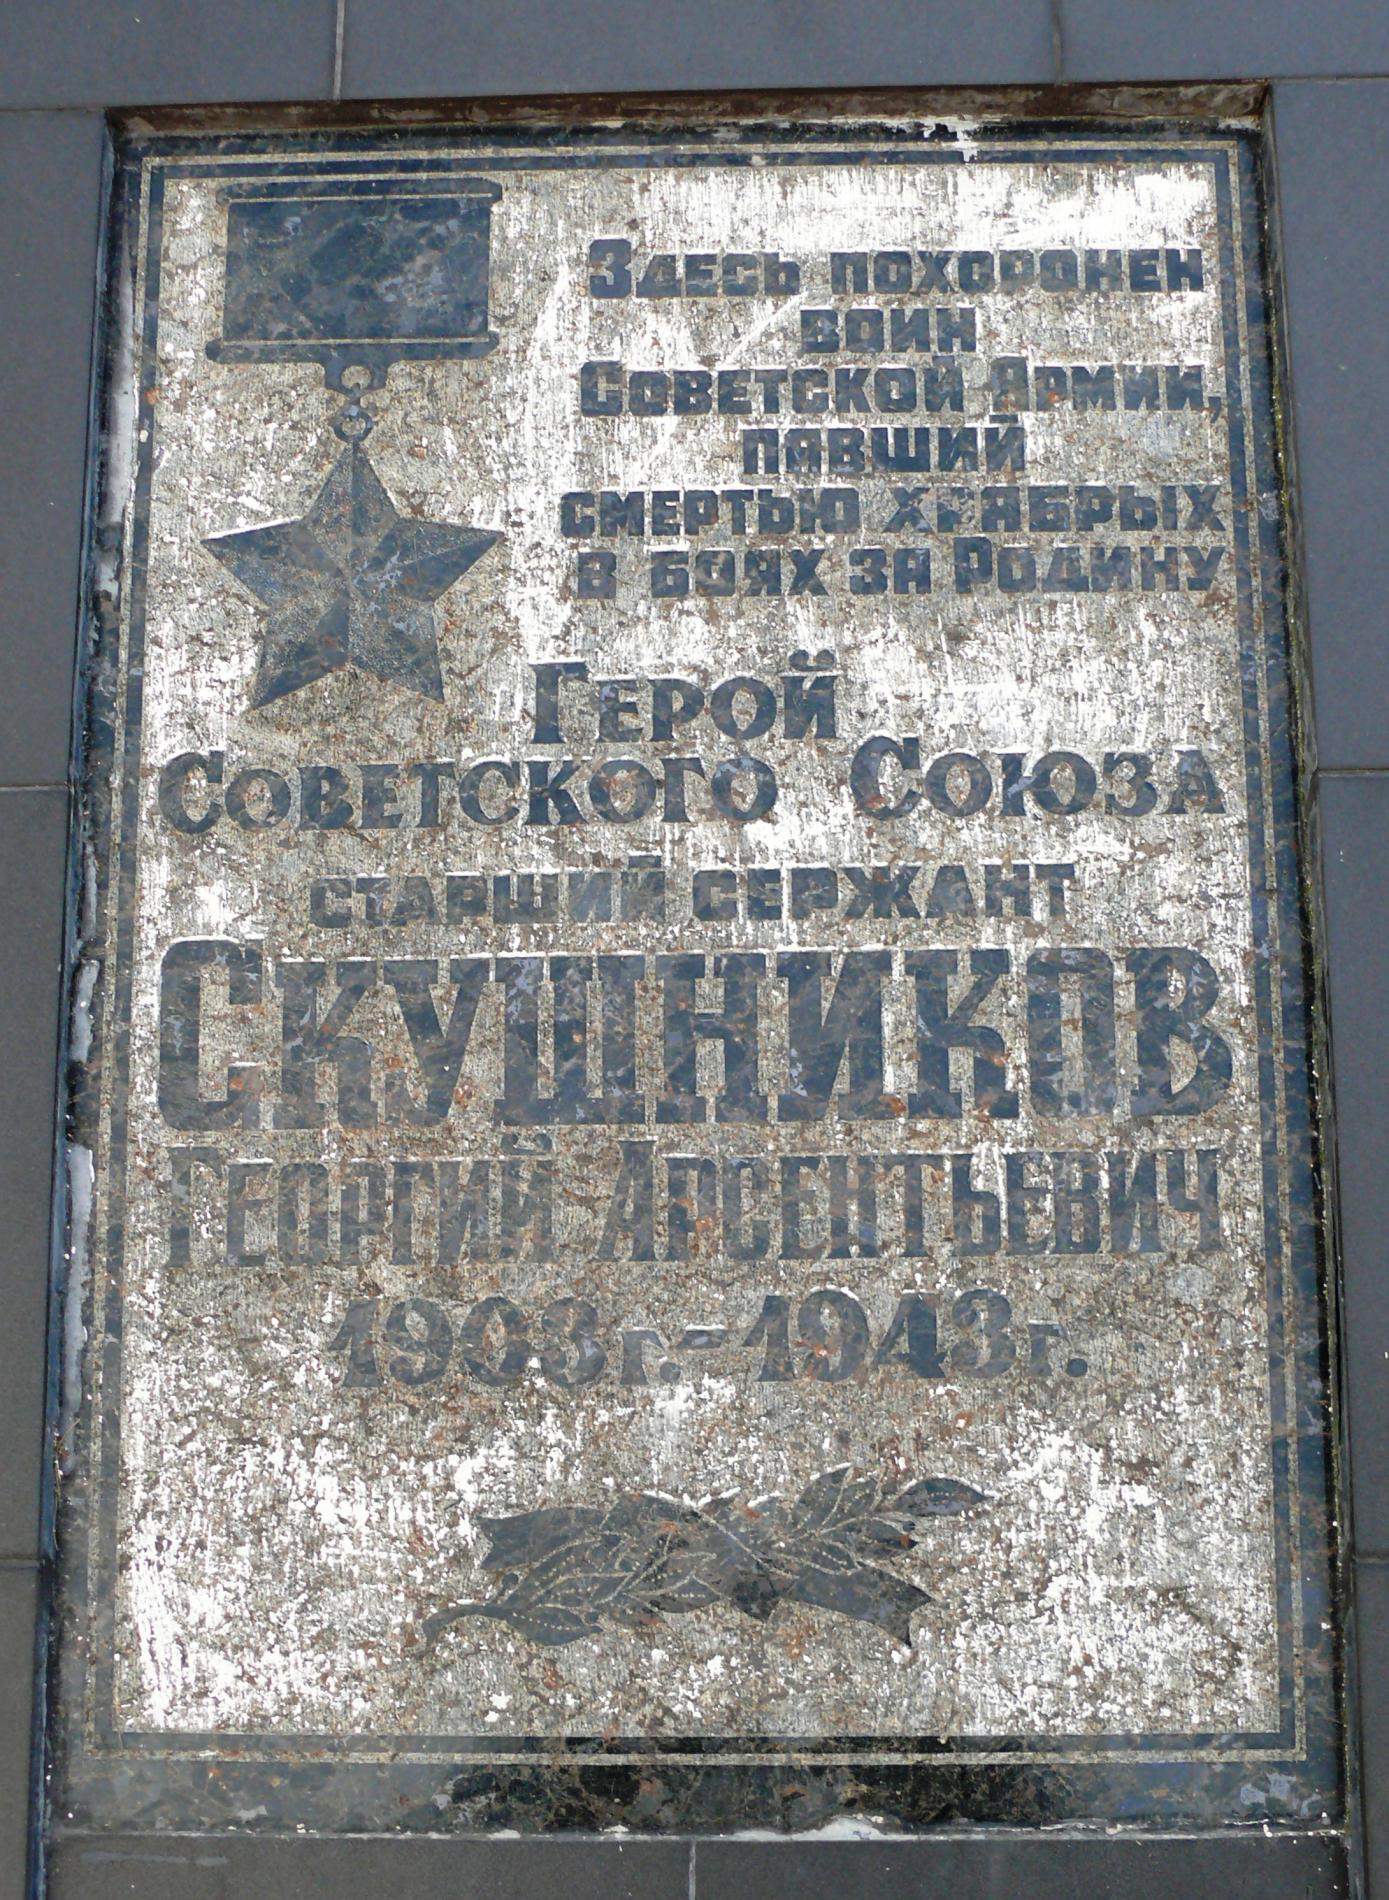 Здесь похоронен
воин
Советской Армии,
павший
смертью храбрых
в боях за Родину
Герой
Советского Союза
старший сержант
Скушников
Георгий Арсентьевич
1903г.-1943г.